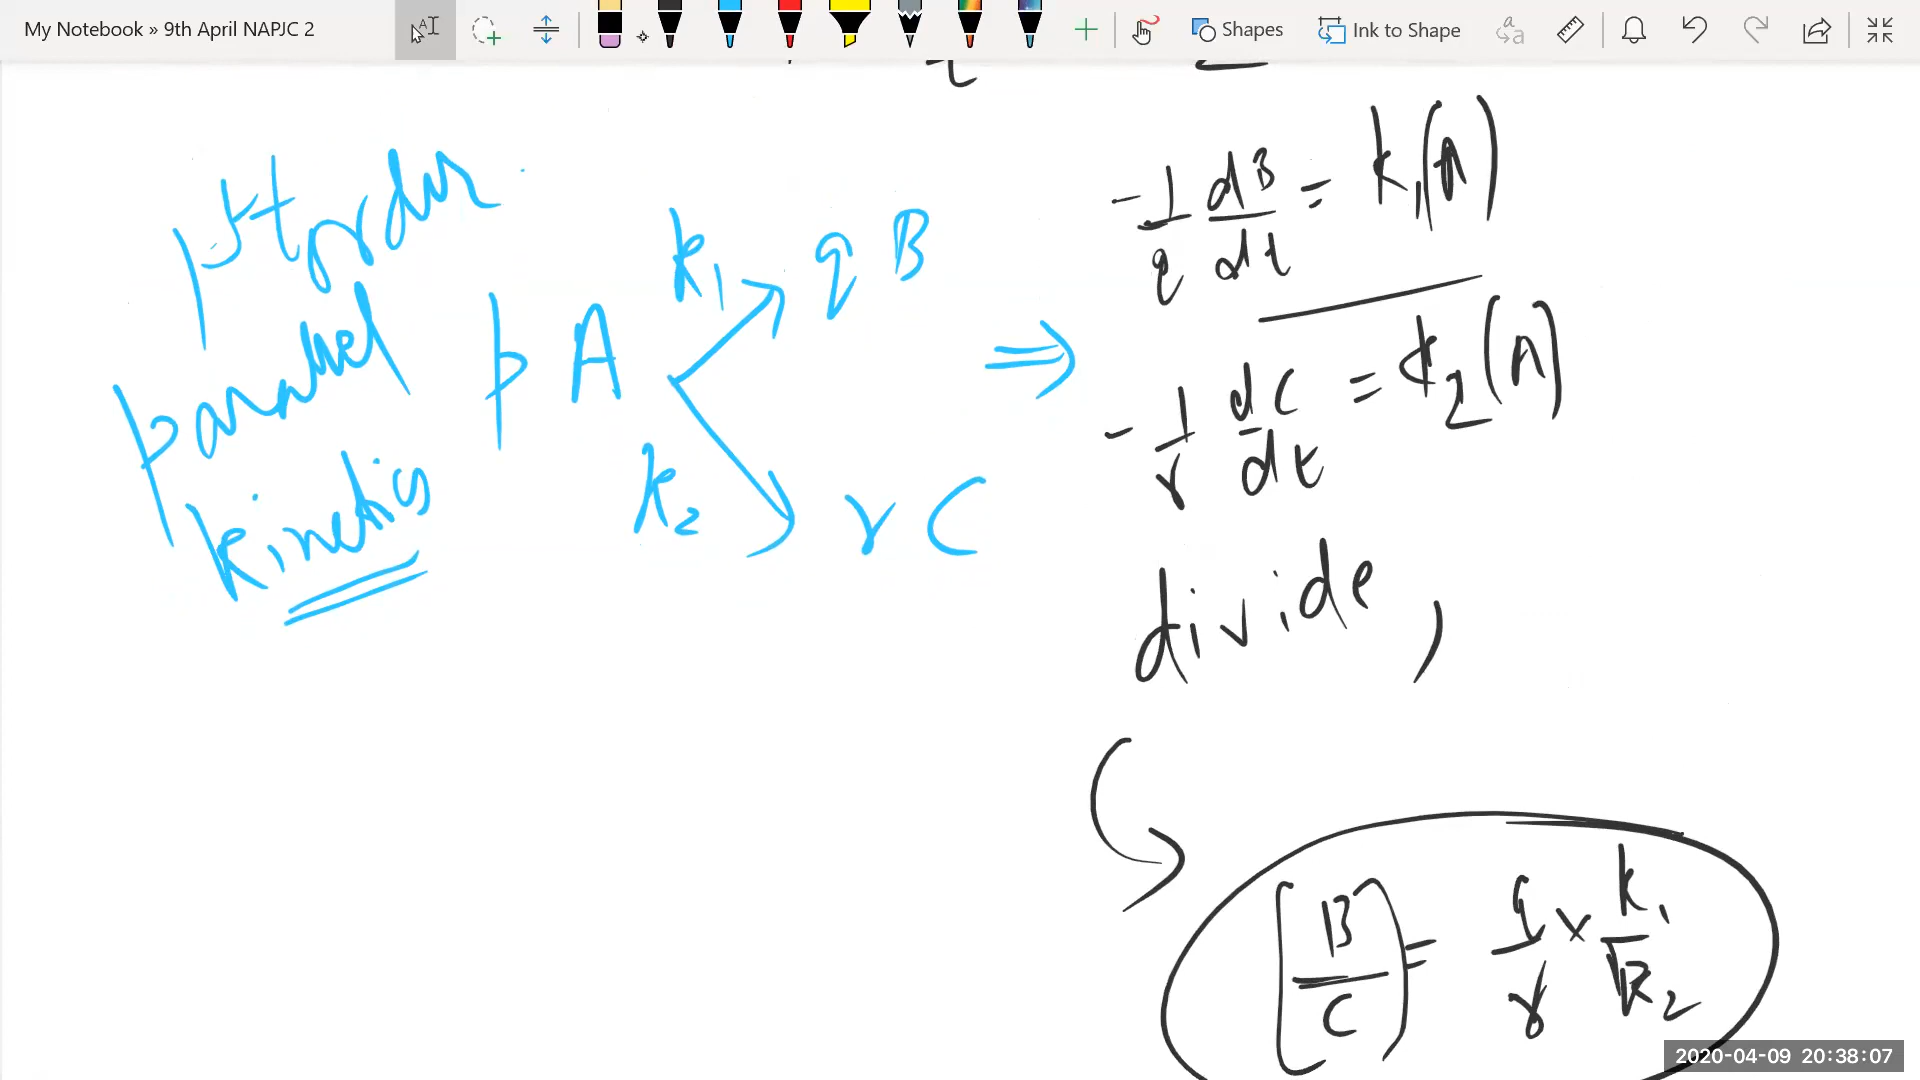 My Notebook » 9th April NAPJC 2
Shapes
Ink to Shape
1st order
parallel
kinetics
p A
k1
q B
k2
r C
⇒
- 1/q dB/dt = k1(A)
- 1/r dC/dt = k2(A)
divide,
[B/C] = q/r × k1/k2
2020-04-09 20:38:07